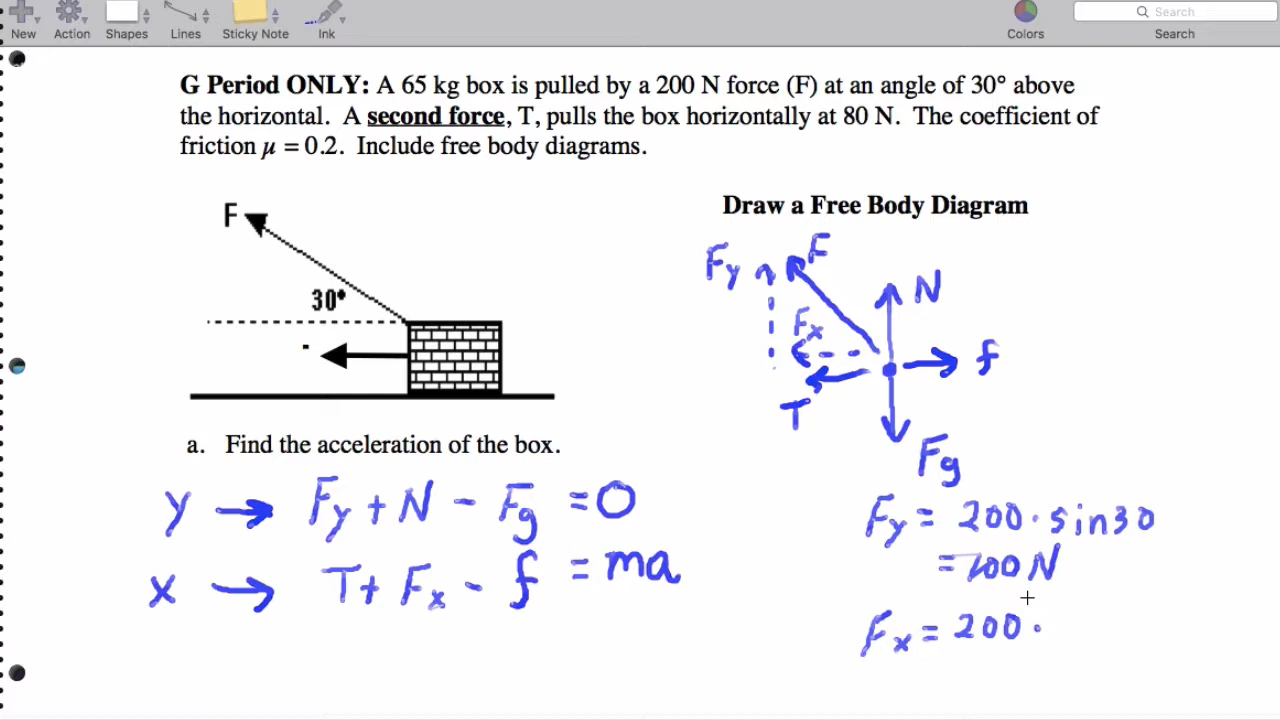 New Action Shapes Lines Sticky Note Ink Colors Search
Search
G Period ONLY: A 65 kg box is pulled by a 200 N force (F) at an angle of 30° above
the horizontal. A second force, T, pulls the box horizontally at 80 N. The coefficient of
friction μ = 0.2. Include free body diagrams.
Draw a Free Body Diagram
F
30°
Fy
F
N
Fx
f
T
Fg
a. Find the acceleration of the box.
y → Fy + N - Fg = 0
x → T + Fx - f = ma
Fy = 200 · sin30
= 100 N
Fx = 200 ·